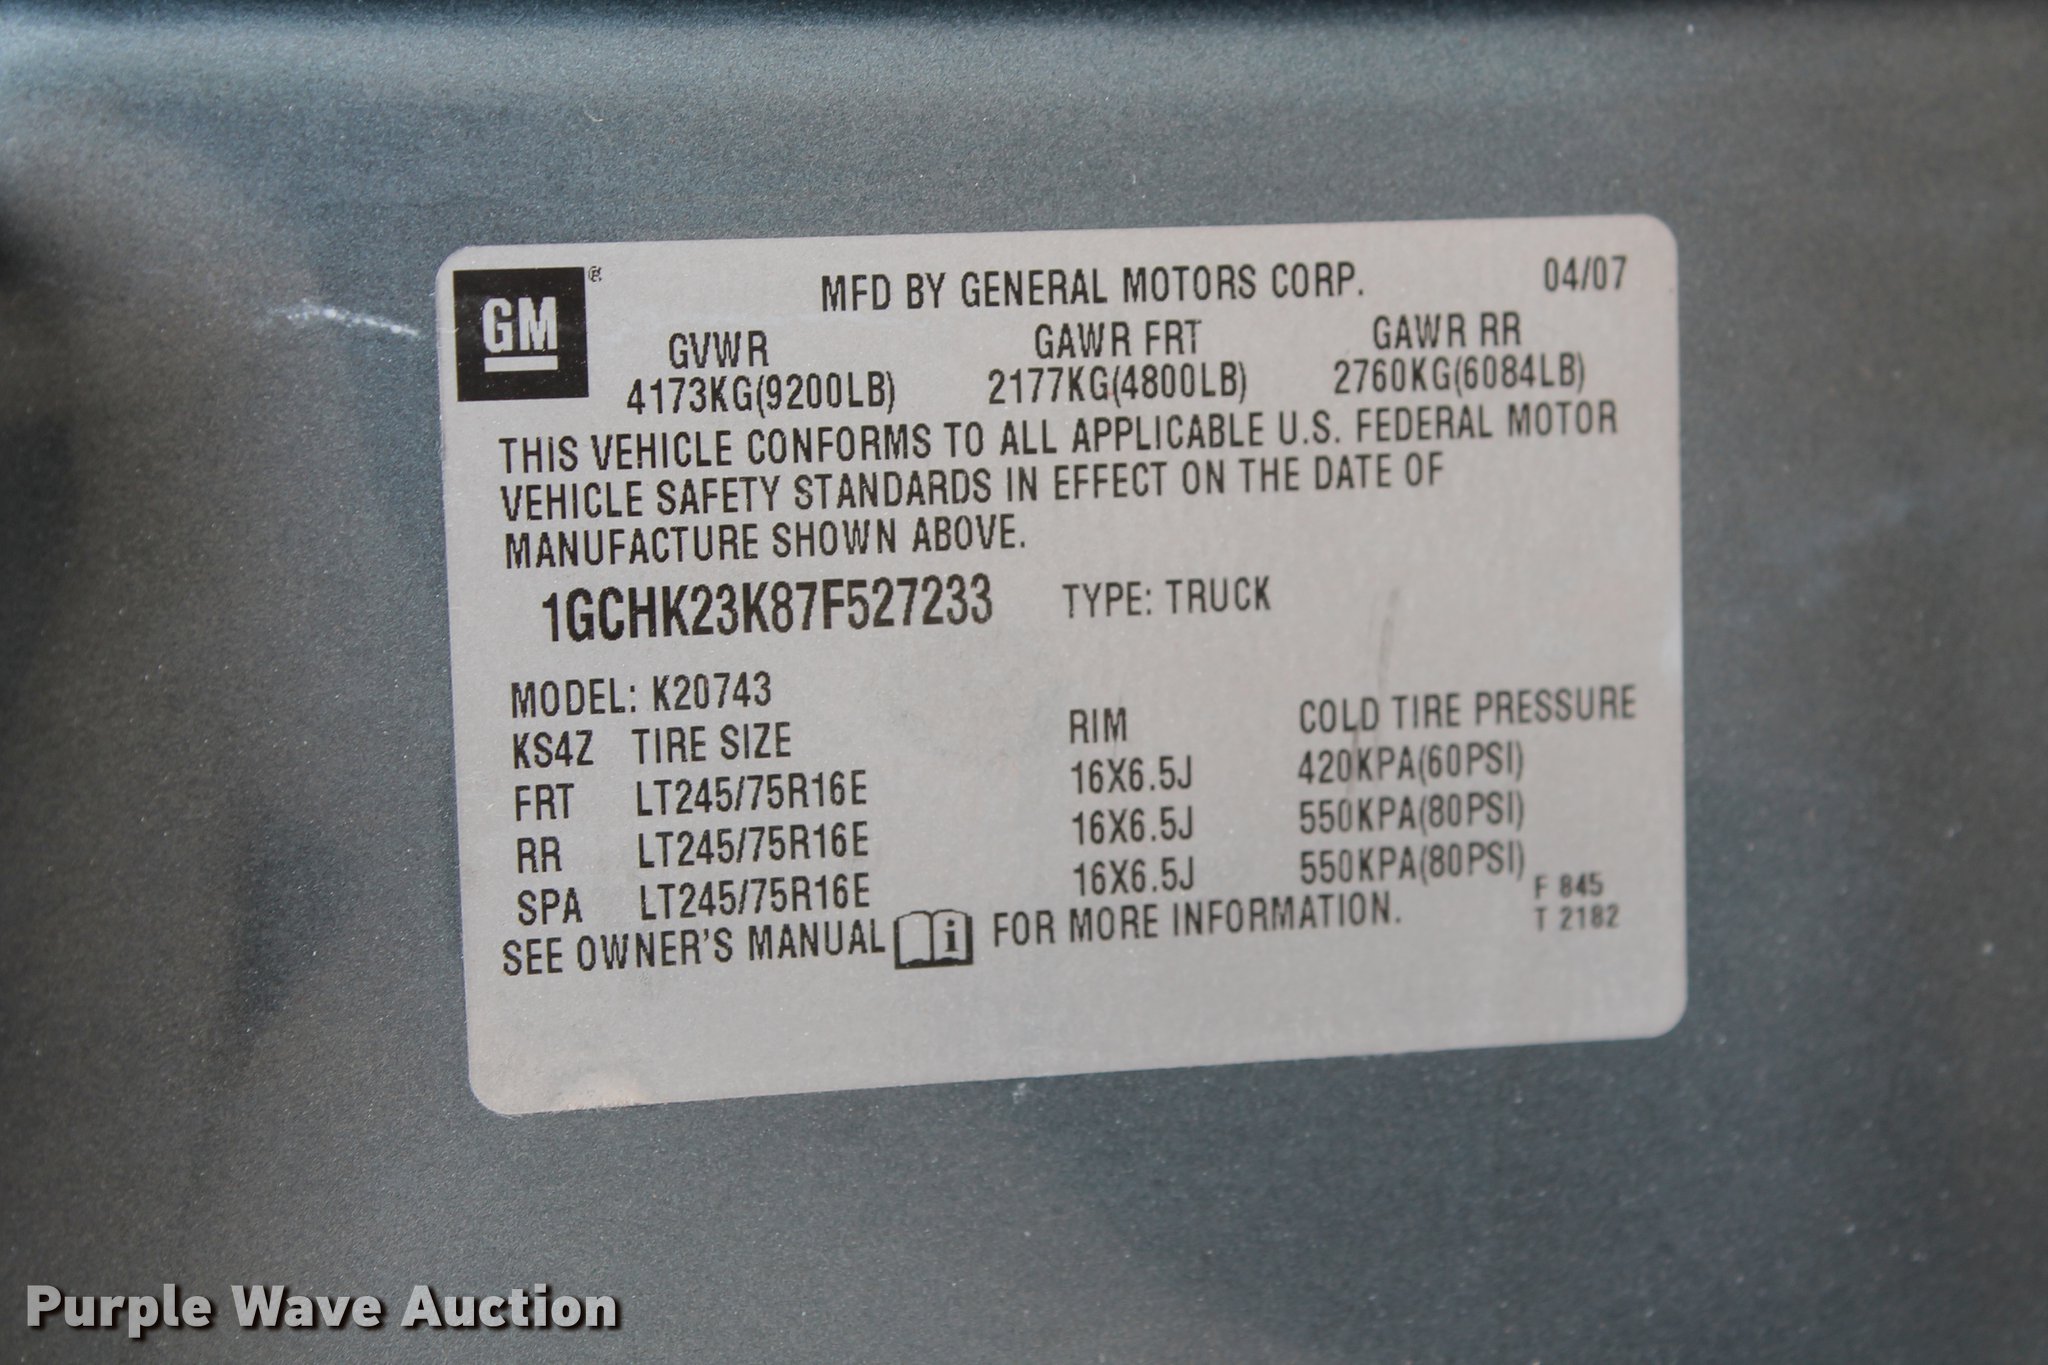 GM®
MFD BY GENERAL MOTORS CORP. 04/07
GVWR GAWR FRT GAWR RR
4173KG(9200LB) 2177KG(4800LB) 2760KG(6084LB)
THIS VEHICLE CONFORMS TO ALL APPLICABLE U.S. FEDERAL MOTOR
VEHICLE SAFETY STANDARDS IN EFFECT ON THE DATE OF
MANUFACTURE SHOWN ABOVE.
1GCHK23K87F527233 TYPE: TRUCK
MODEL: K20743
KS4Z TIRE SIZE RIM COLD TIRE PRESSURE
FRT LT245/75R16E 16X6.5J 420KPA(60PSI)
RR LT245/75R16E 16X6.5J 550KPA(80PSI)
SPA LT245/75R16E 16X6.5J 550KPA(80PSI)
SEE OWNER'S MANUAL i FOR MORE INFORMATION.
F 845
T 2182
Purple Wave Auction